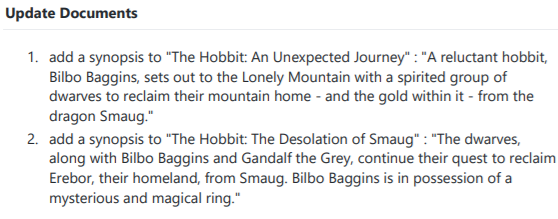 Update Documents
1. add a synopsis to "The Hobbit: An Unexpected Journey" : "A reluctant hobbit,
Bilbo Baggins, sets out to the Lonely Mountain with a spirited group of
dwarves to reclaim their mountain home - and the gold within it - from the
dragon Smaug."
2. add a synopsis to "The Hobbit: The Desolation of Smaug" : "The dwarves,
along with Bilbo Baggins and Gandalf the Grey, continue their quest to reclaim
Erebor, their homeland, from Smaug. Bilbo Baggins is in possession of a
mysterious and magical ring."